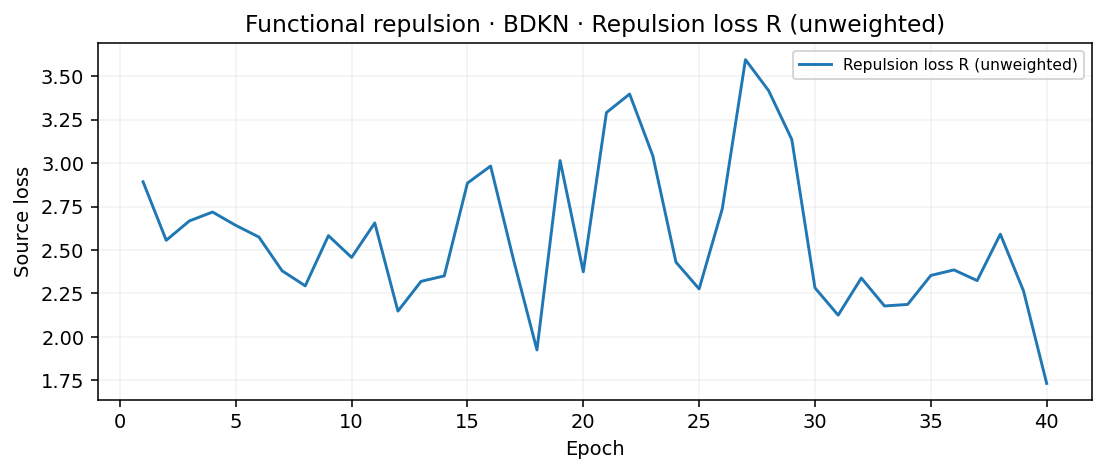 Functional repulsion · BDKN · Repulsion loss R (unweighted)
Repulsion loss R (unweighted)
Source loss
3.50
3.25
3.00
2.75
2.50
2.25
2.00
1.75
0 5 10 15 20 25 30 35 40
Epoch